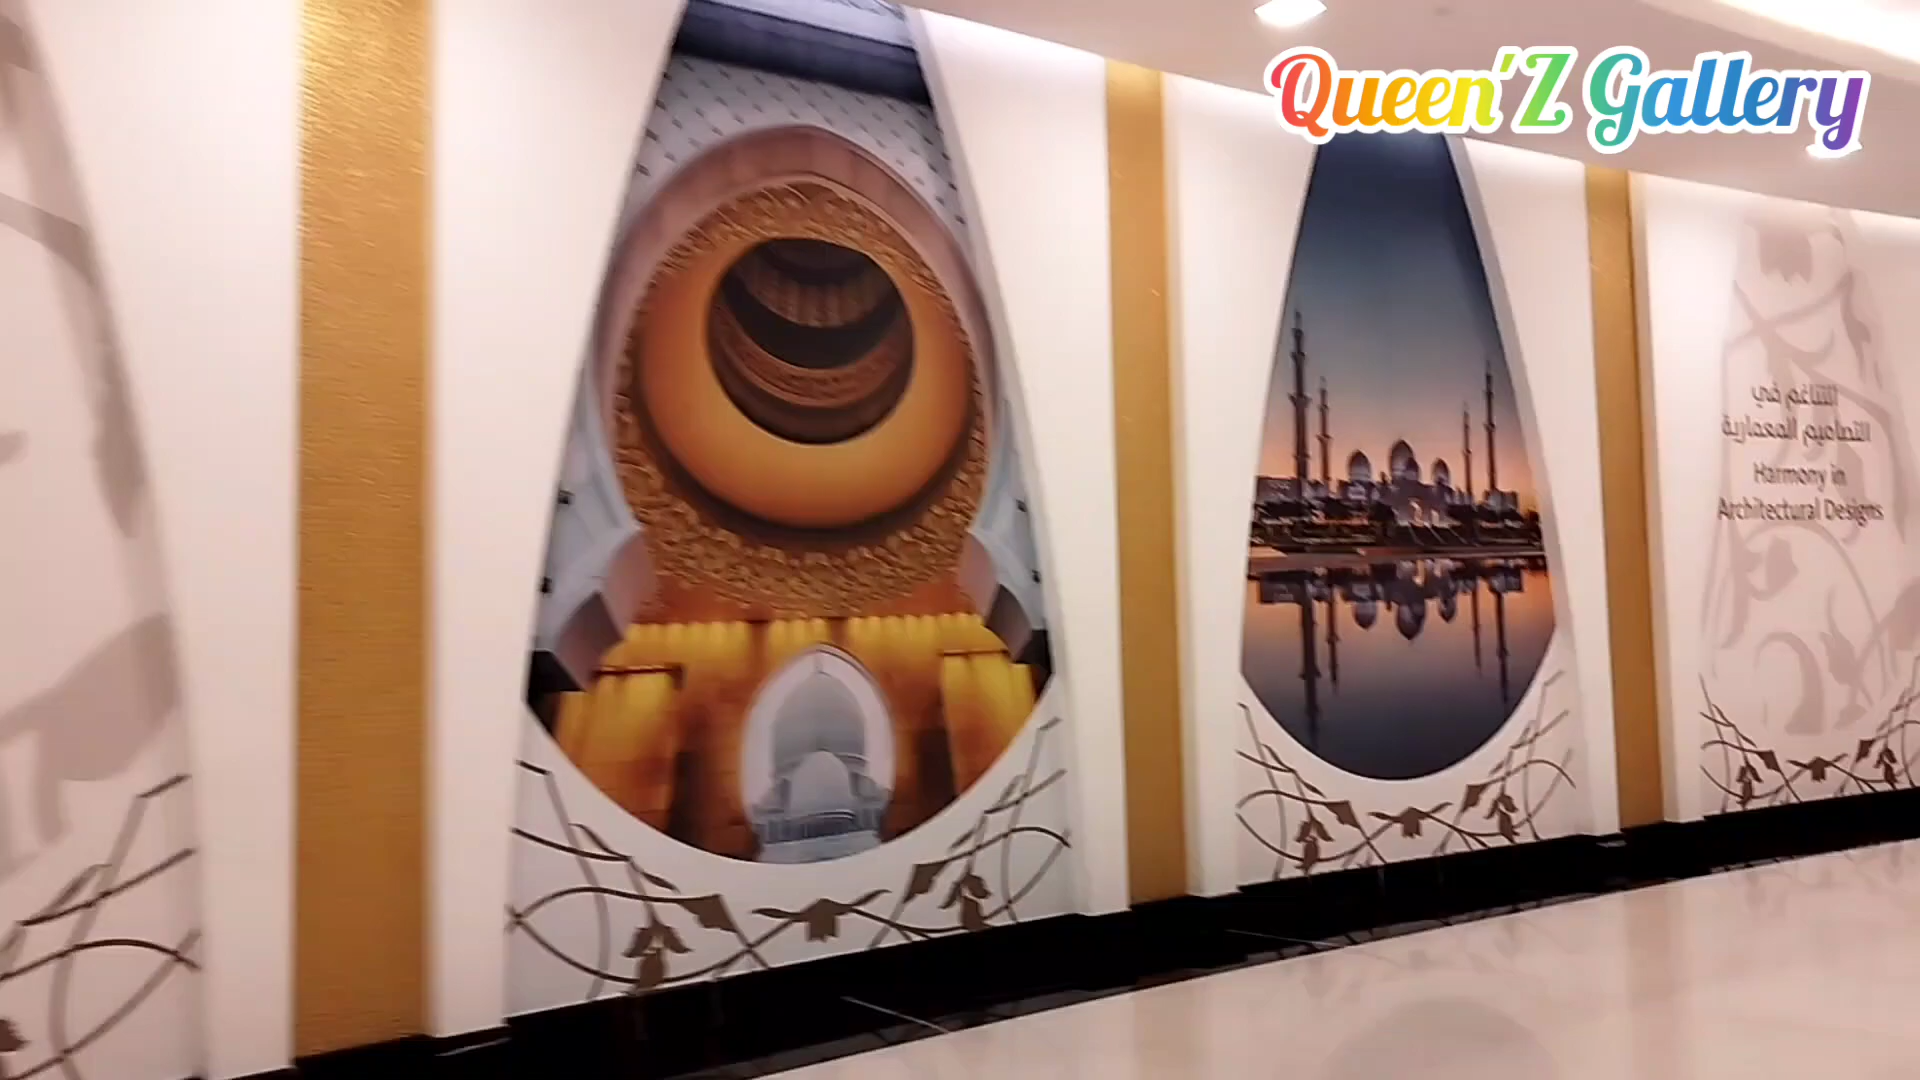 Queen'Z Gallery
التناغم في
التصاميم المعمارية
Harmony in
Architectural Designs